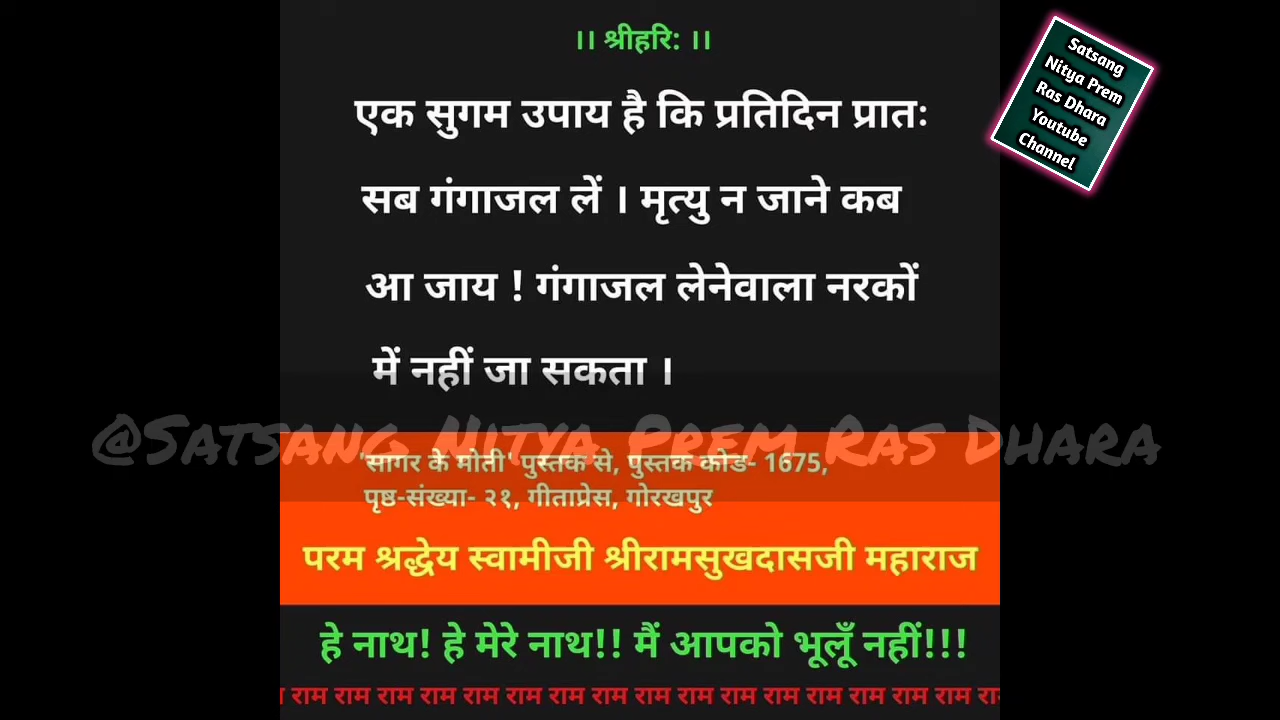 ।। श्रीहरि: ।।
एक सुगम उपाय है कि प्रतिदिन प्रातः
सब गंगाजल लें । मृत्यु न जाने कब
आ जाय ! गंगाजल लेनेवाला नरकों
में नहीं जा सकता ।
Satsang
Nitya Prem
Ras Dhara
Youtube
Channel
@Satsang Nitya Prem Ras Dhara
'सागर के मोती' पुस्तक से, पुस्तक कोड- 1675,
पृष्ठ-संख्या- २१, गीताप्रेस, गोरखपुर
परम श्रद्धेय स्वामीजी श्रीरामसुखदासजी महाराज
हे नाथ! हे मेरे नाथ!! मैं आपको भूलूँ नहीं!!!
राम राम राम राम राम राम राम राम राम राम राम राम राम राम राम राम